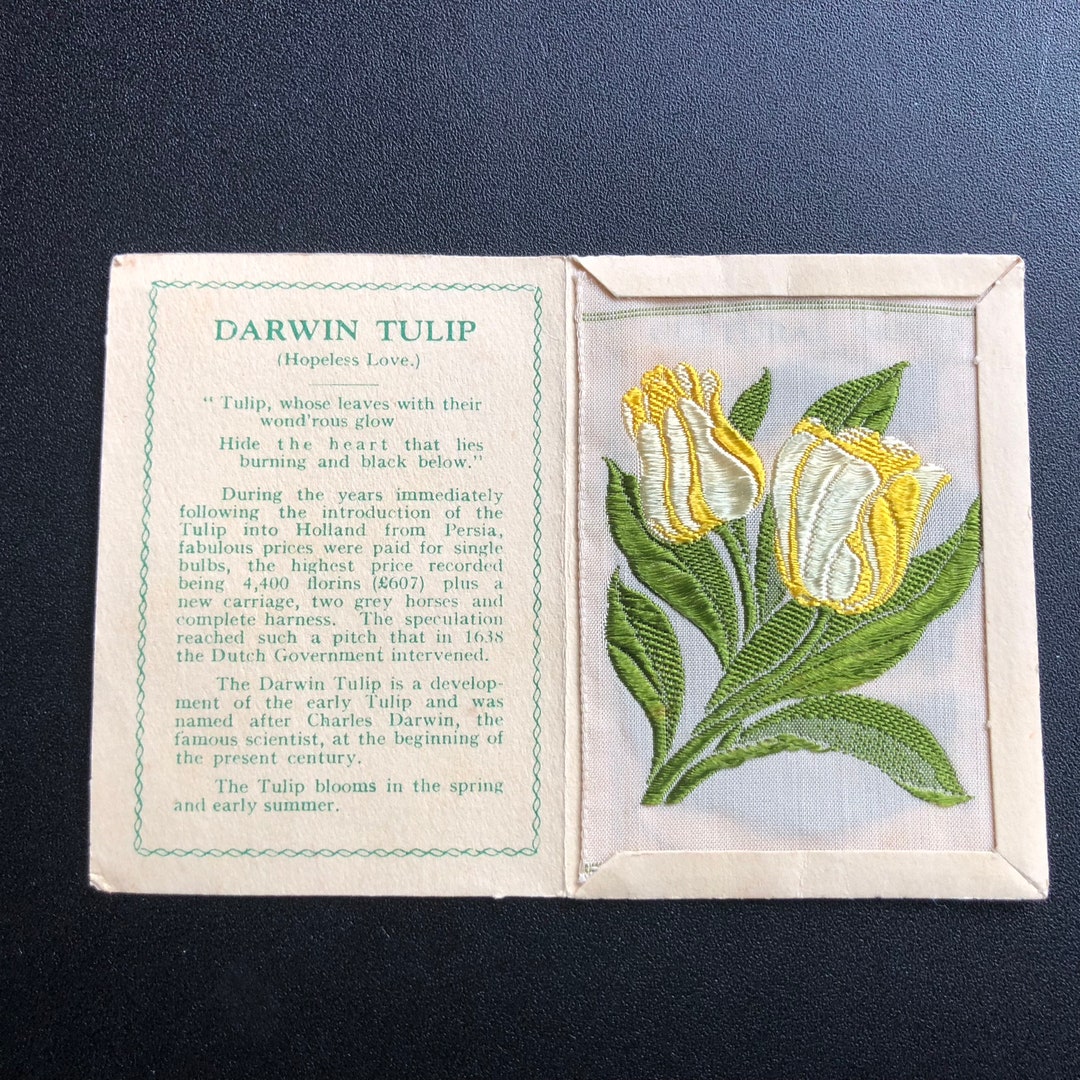 DARWIN TULIP
(Hopeless Love.)
“ Tulip, whose leaves with their
wond'rous glow
Hide the heart that lies
burning and black below.”
During the years immediately
following the introduction of the
Tulip into Holland from Persia,
fabulous prices were paid for single
bulbs, the highest price recorded
being 4,400 florins (£607) plus a
new carriage, two grey horses and
complete harness. The speculation
reached such a pitch that in 1638
the Dutch Government intervened.
The Darwin Tulip is a develop-
ment of the early Tulip and was
named after Charles Darwin, the
famous scientist, at the beginning of
the present century.
The Tulip blooms in the spring
and early summer.